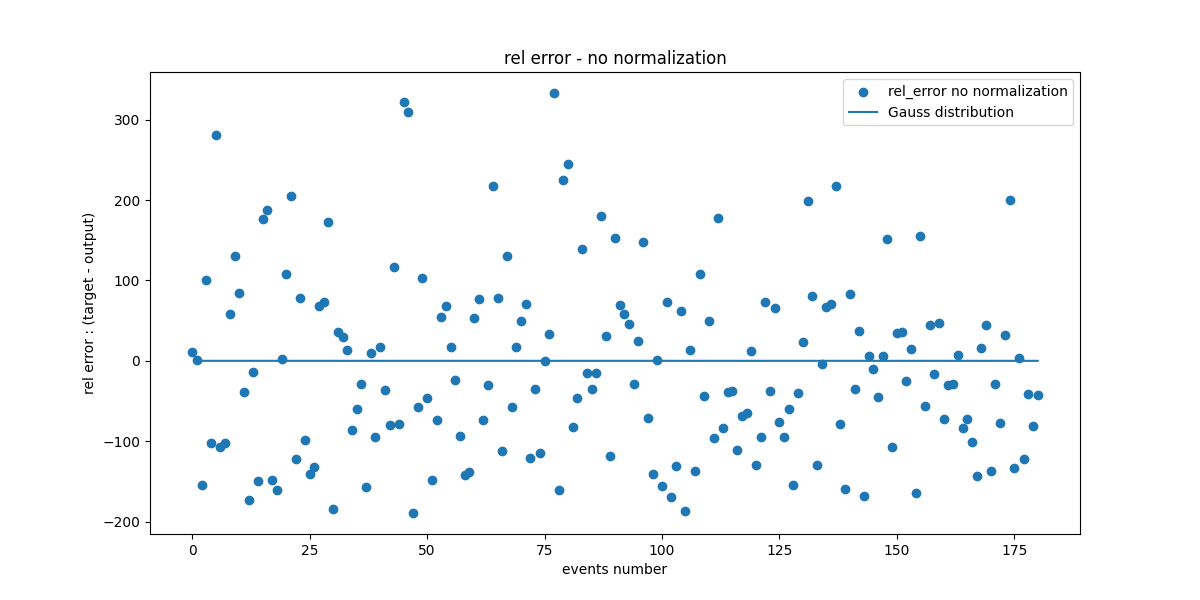 rel error - no normalization
rel_error no normalization
Gauss distribution
rel error : (target - output)
300
200
100
0
−100
−200
0
25
50
75
100
125
150
175
events number